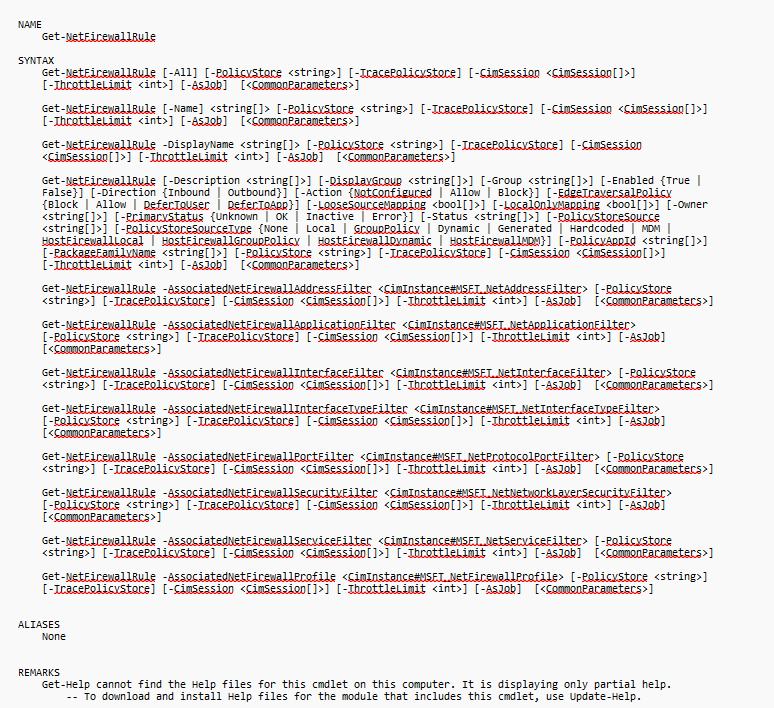 NAME
Get-NetFirewallRule
SYNTAX
Get-NetFirewallRule [-All] [-PolicyStore <string>] [-TracePolicyStore] [-CimSession <CimSession[]>]
[-ThrottleLimit <int>] [-AsJob]  [<CommonParameters>]
Get-NetFirewallRule [-Name] <string[]> [-PolicyStore <string>] [-TracePolicyStore] [-CimSession <CimSession[]>]
[-ThrottleLimit <int>] [-AsJob]  [<CommonParameters>]
Get-NetFirewallRule -DisplayName <string[]> [-PolicyStore <string>] [-TracePolicyStore] [-CimSession
<CimSession[]>] [-ThrottleLimit <int>] [-AsJob]  [<CommonParameters>]
Get-NetFirewallRule [-Description <string[]>] [-DisplayGroup <string[]>] [-Group <string[]>] [-Enabled {True |
False}] [-Direction {Inbound | Outbound}] [-Action {NotConfigured | Allow | Block}] [-EdgeTraversalPolicy
{Block | Allow | DeferToUser | DeferToApp}] [-LooseSourceMapping <bool[]>] [-LocalOnlyMapping <bool[]>] [-Owner
<string[]>] [-PrimaryStatus {Unknown | OK | Inactive | Error}] [-Status <string[]>] [-PolicyStoreSource
<string[]>] [-PolicyStoreSourceType {None | Local | GroupPolicy | Dynamic | Generated | Hardcoded | MDM |
HostFirewallLocal | HostFirewallGroupPolicy | HostFirewallDynamic | HostFirewallMDM}] [-PolicyAppId <string[]>]
[-PackageFamilyName <string[]>] [-PolicyStore <string>] [-TracePolicyStore] [-CimSession <CimSession[]>]
[-ThrottleLimit <int>] [-AsJob]  [<CommonParameters>]
Get-NetFirewallRule -AssociatedNetFirewallAddressFilter <CimInstance#MSFT_NetAddressFilter> [-PolicyStore
<string>] [-TracePolicyStore] [-CimSession <CimSession[]>] [-ThrottleLimit <int>] [-AsJob]  [<CommonParameters>]
Get-NetFirewallRule -AssociatedNetFirewallApplicationFilter <CimInstance#MSFT_NetApplicationFilter>
[-PolicyStore <string>] [-TracePolicyStore] [-CimSession <CimSession[]>] [-ThrottleLimit <int>] [-AsJob]
[<CommonParameters>]
Get-NetFirewallRule -AssociatedNetFirewallInterfaceFilter <CimInstance#MSFT_NetInterfaceFilter> [-PolicyStore
<string>] [-TracePolicyStore] [-CimSession <CimSession[]>] [-ThrottleLimit <int>] [-AsJob]  [<CommonParameters>]
Get-NetFirewallRule -AssociatedNetFirewallInterfaceTypeFilter <CimInstance#MSFT_NetInterfaceTypeFilter>
[-PolicyStore <string>] [-TracePolicyStore] [-CimSession <CimSession[]>] [-ThrottleLimit <int>] [-AsJob]
[<CommonParameters>]
Get-NetFirewallRule -AssociatedNetFirewallPortFilter <CimInstance#MSFT_NetProtocolPortFilter> [-PolicyStore
<string>] [-TracePolicyStore] [-CimSession <CimSession[]>] [-ThrottleLimit <int>] [-AsJob]  [<CommonParameters>]
Get-NetFirewallRule -AssociatedNetFirewallSecurityFilter <CimInstance#MSFT_NetNetworkLayerSecurityFilter>
[-PolicyStore <string>] [-TracePolicyStore] [-CimSession <CimSession[]>] [-ThrottleLimit <int>] [-AsJob]
[<CommonParameters>]
Get-NetFirewallRule -AssociatedNetFirewallServiceFilter <CimInstance#MSFT_NetServiceFilter> [-PolicyStore
<string>] [-TracePolicyStore] [-CimSession <CimSession[]>] [-ThrottleLimit <int>] [-AsJob]  [<CommonParameters>]
Get-NetFirewallRule -AssociatedNetFirewallProfile <CimInstance#MSFT_NetFirewallProfile> [-PolicyStore <string>]
[-TracePolicyStore] [-CimSession <CimSession[]>] [-ThrottleLimit <int>] [-AsJob]  [<CommonParameters>]
ALIASES
None
REMARKS
Get-Help cannot find the Help files for this cmdlet on this computer. It is displaying only partial help.
-- To download and install Help files for the module that includes this cmdlet, use Update-Help.